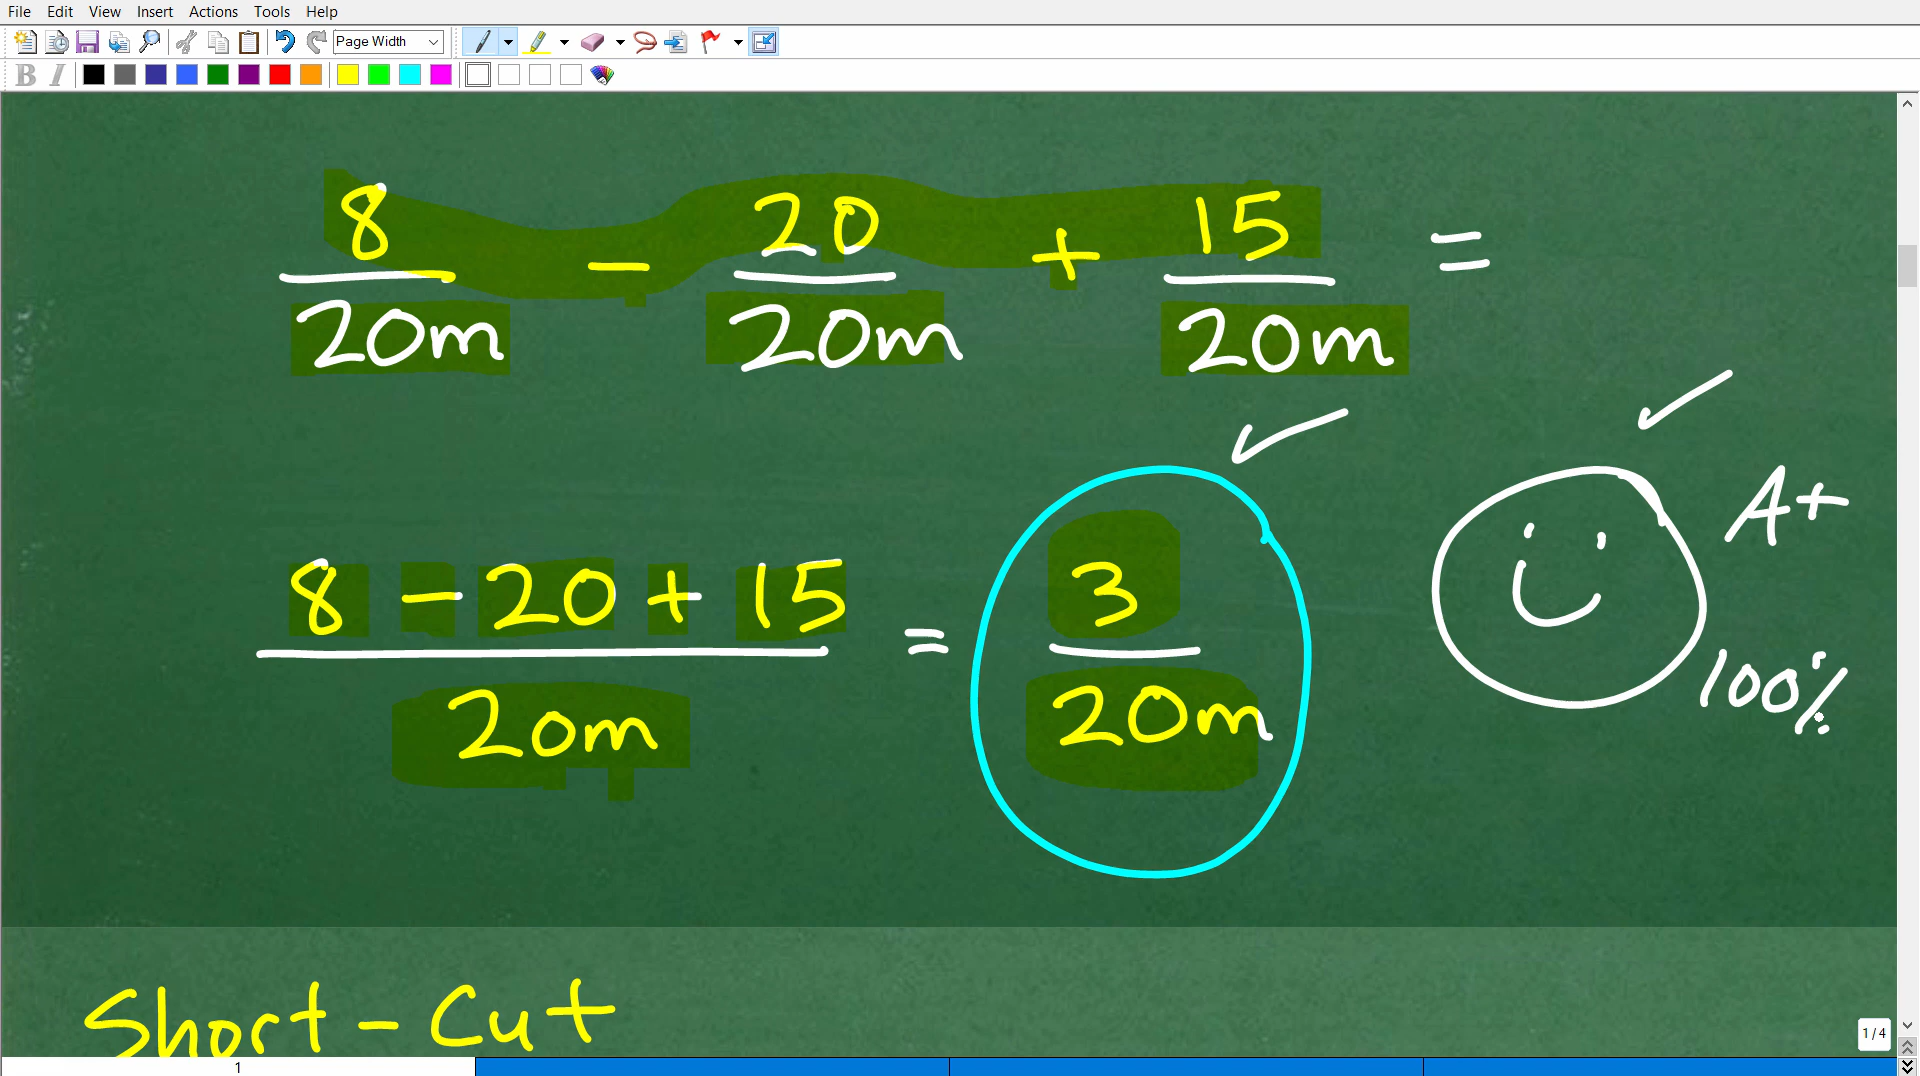 File Edit View Insert Actions Tools Help
Page Width
B I
8/20m - 20/20m + 15/20m =
8 - 20 + 15 / 20m = 3/20m
A+
100%
Short - Cut
1 / 4
1